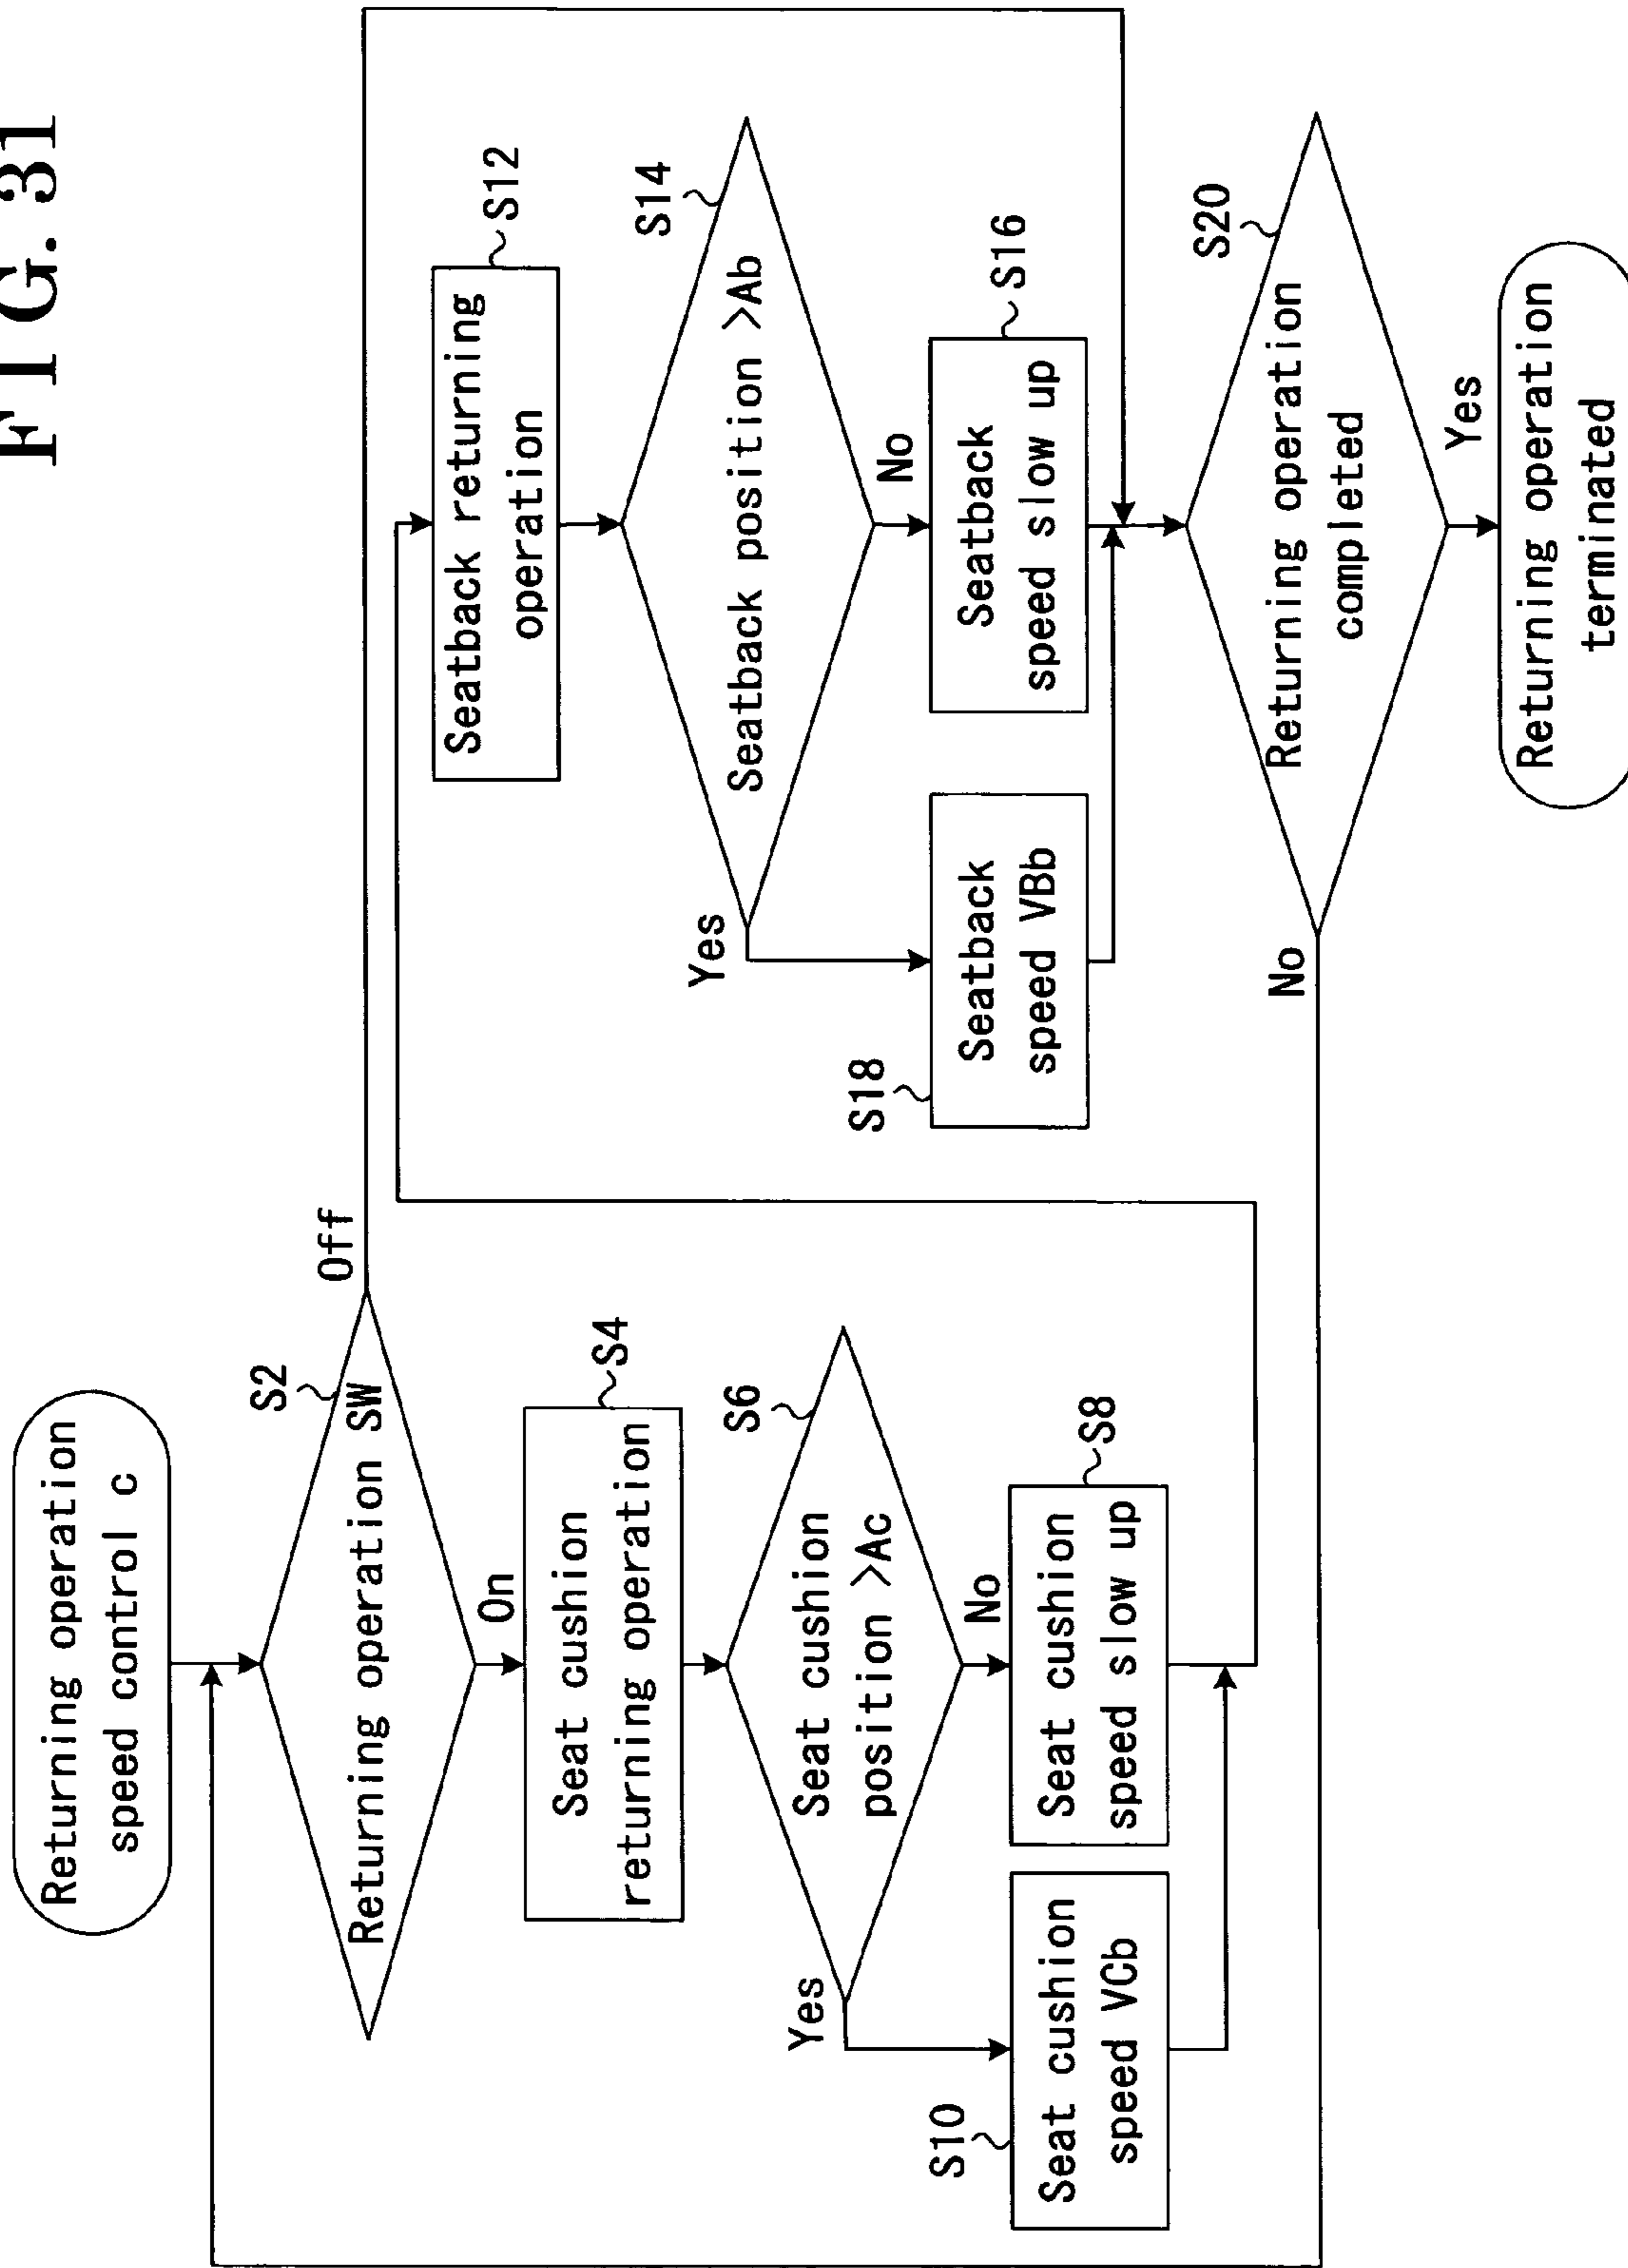 FIG. 31
Returning operation
speed control c
S2
Returning operation SW
Off
On
S4
Seat cushion
returning operation
S6
Seat cushion
position >Ac
Yes
No
S10
Seat cushion
speed VCb
S8
Seat cushion
speed slow up
S12
Seatback returning
operation
S14
Seatback position >Ab
Yes
No
S18
Seatback
speed VBb
S16
Seatback
speed slow up
S20
Returning operation
completed
No
Yes
Returning operation
terminated